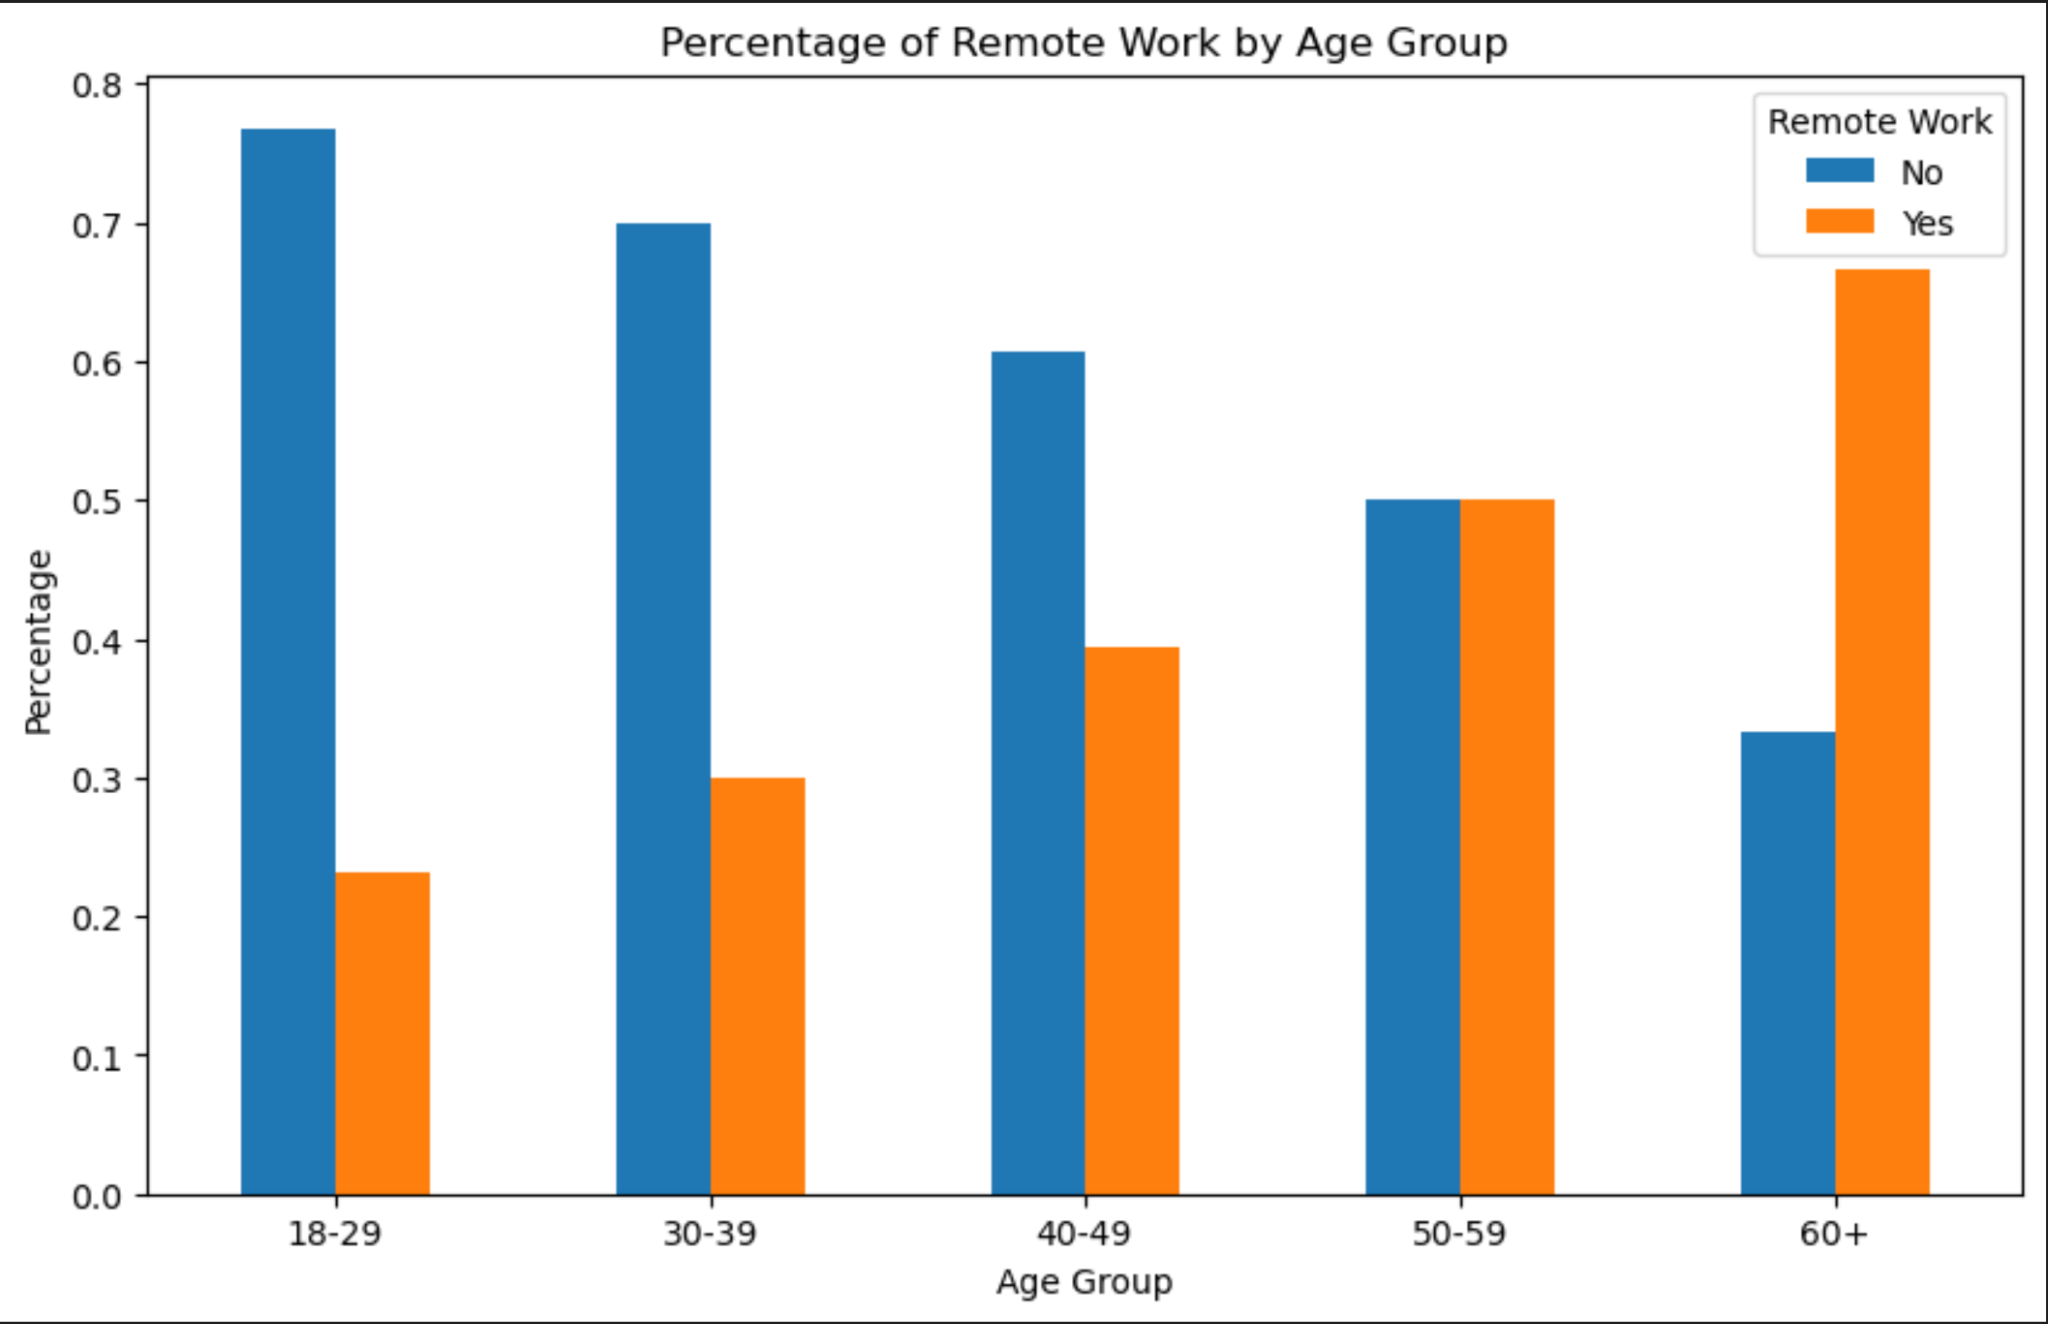 Percentage of Remote Work by Age Group
0.8
0.7
0.6
0.5
0.4
0.3
0.2
0.1
0.0
Percentage
Remote Work
No
Yes
18-29 30-39 40-49 50-59 60+
Age Group